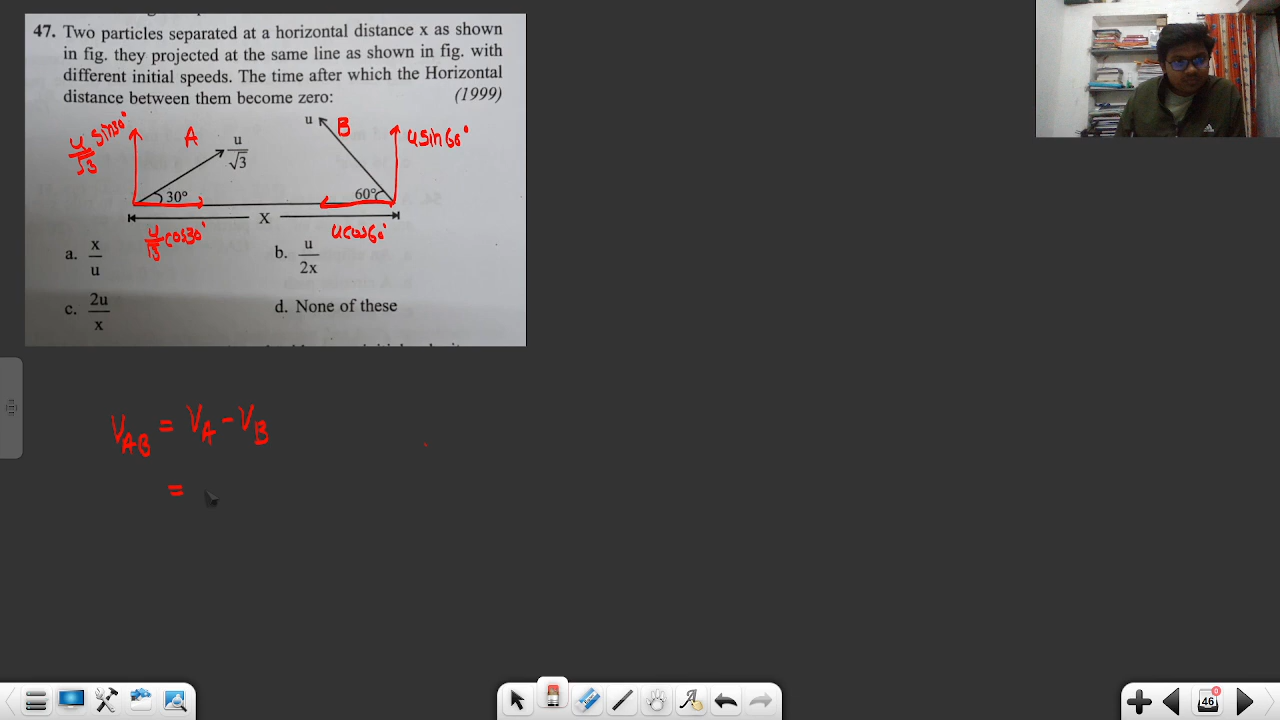 47. Two particles separated at a horizontal distance x as shown
in fig. they projected at the same line as shown in fig. with
different initial speeds. The time after which the Horizontal
distance between them become zero: (1999)
u/√3 sin30° A u/√3 u B u sin60°
30° 60°
X
u/√3 cos30° u cos60°
a. x/u b. u/2x
c. 2u/x d. None of these
V_AB = V_A - V_B
=
46